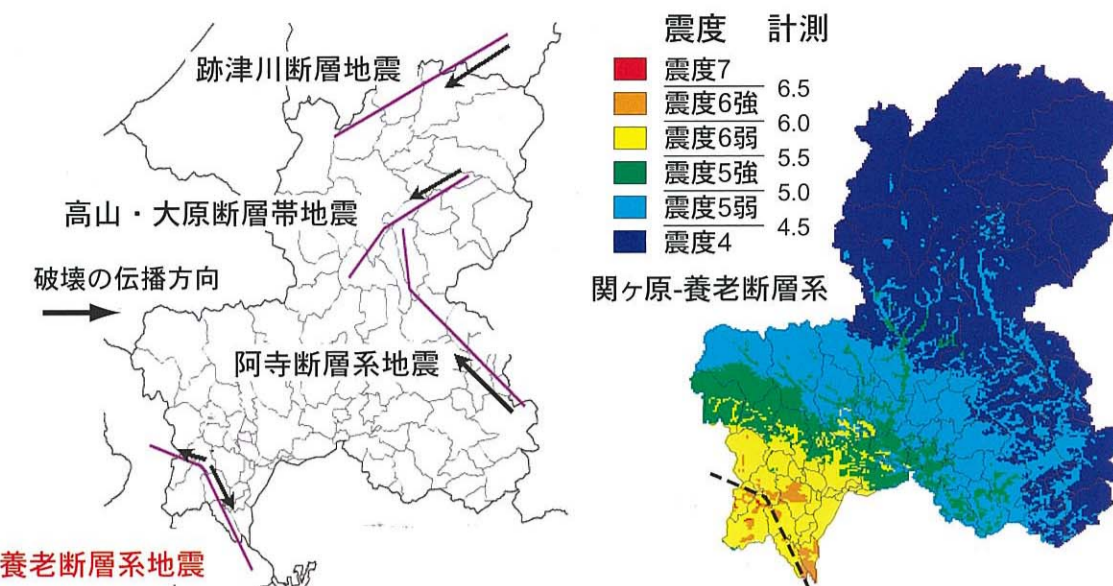 跡津川断層地震
高山・大原断層帯地震
破壊の伝播方向
阿寺断層系地震
養老断層系地震
震度 計測
震度7
6.5
震度6強
6.0
震度6弱
5.5
震度5強
5.0
震度5弱
4.5
震度4
関ヶ原-養老断層系